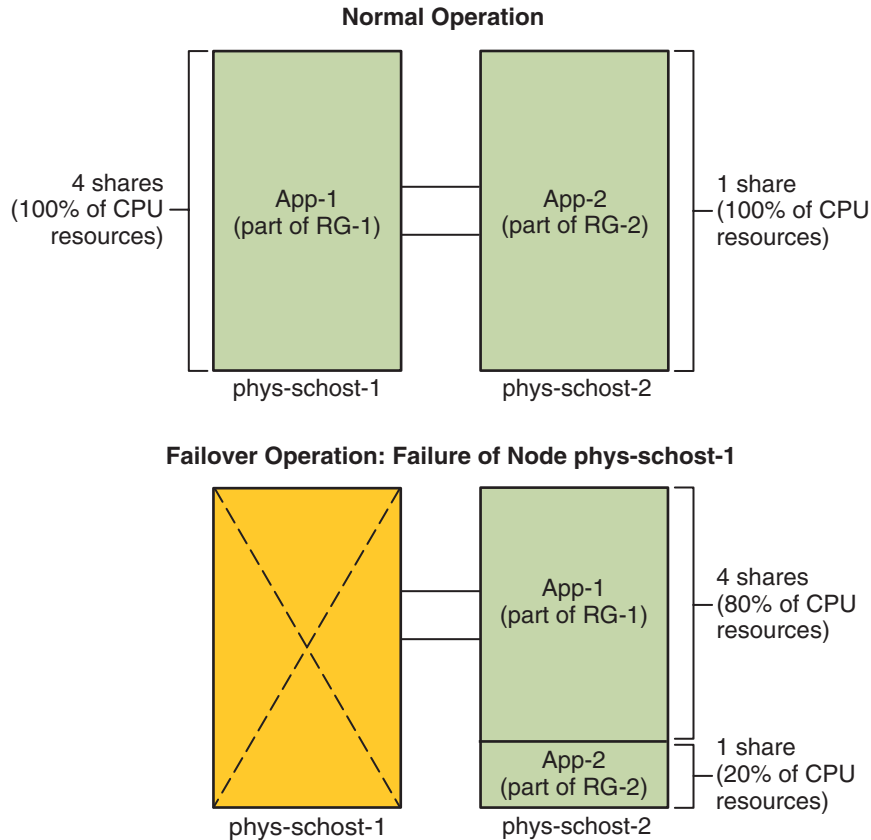 Normal Operation
4 shares
(100% of CPU
resources)
App-1
(part of RG-1)
App-2
(part of RG-2)
1 share
(100% of CPU
resources)
phys-schost-1
phys-schost-2
Failover Operation: Failure of Node phys-schost-1
App-1
(part of RG-1)
4 shares
(80% of CPU
resources)
App-2
(part of RG-2)
1 share
(20% of CPU
resources)
phys-schost-1
phys-schost-2